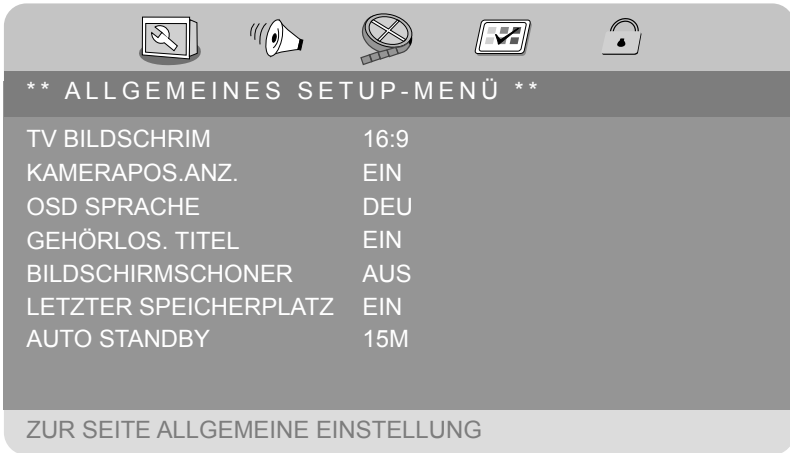 ** ALLGEMEINES SETUP-MENÜ **
TV BILDSCHRIM 16:9
KAMERAPOS.ANZ. EIN
OSD SPRACHE DEU
GEHÖRLOS. TITEL EIN
BILDSCHIRMSCHONER AUS
LETZTER SPEICHERPLATZ EIN
AUTO STANDBY 15M
ZUR SEITE ALLGEMEINE EINSTELLUNG